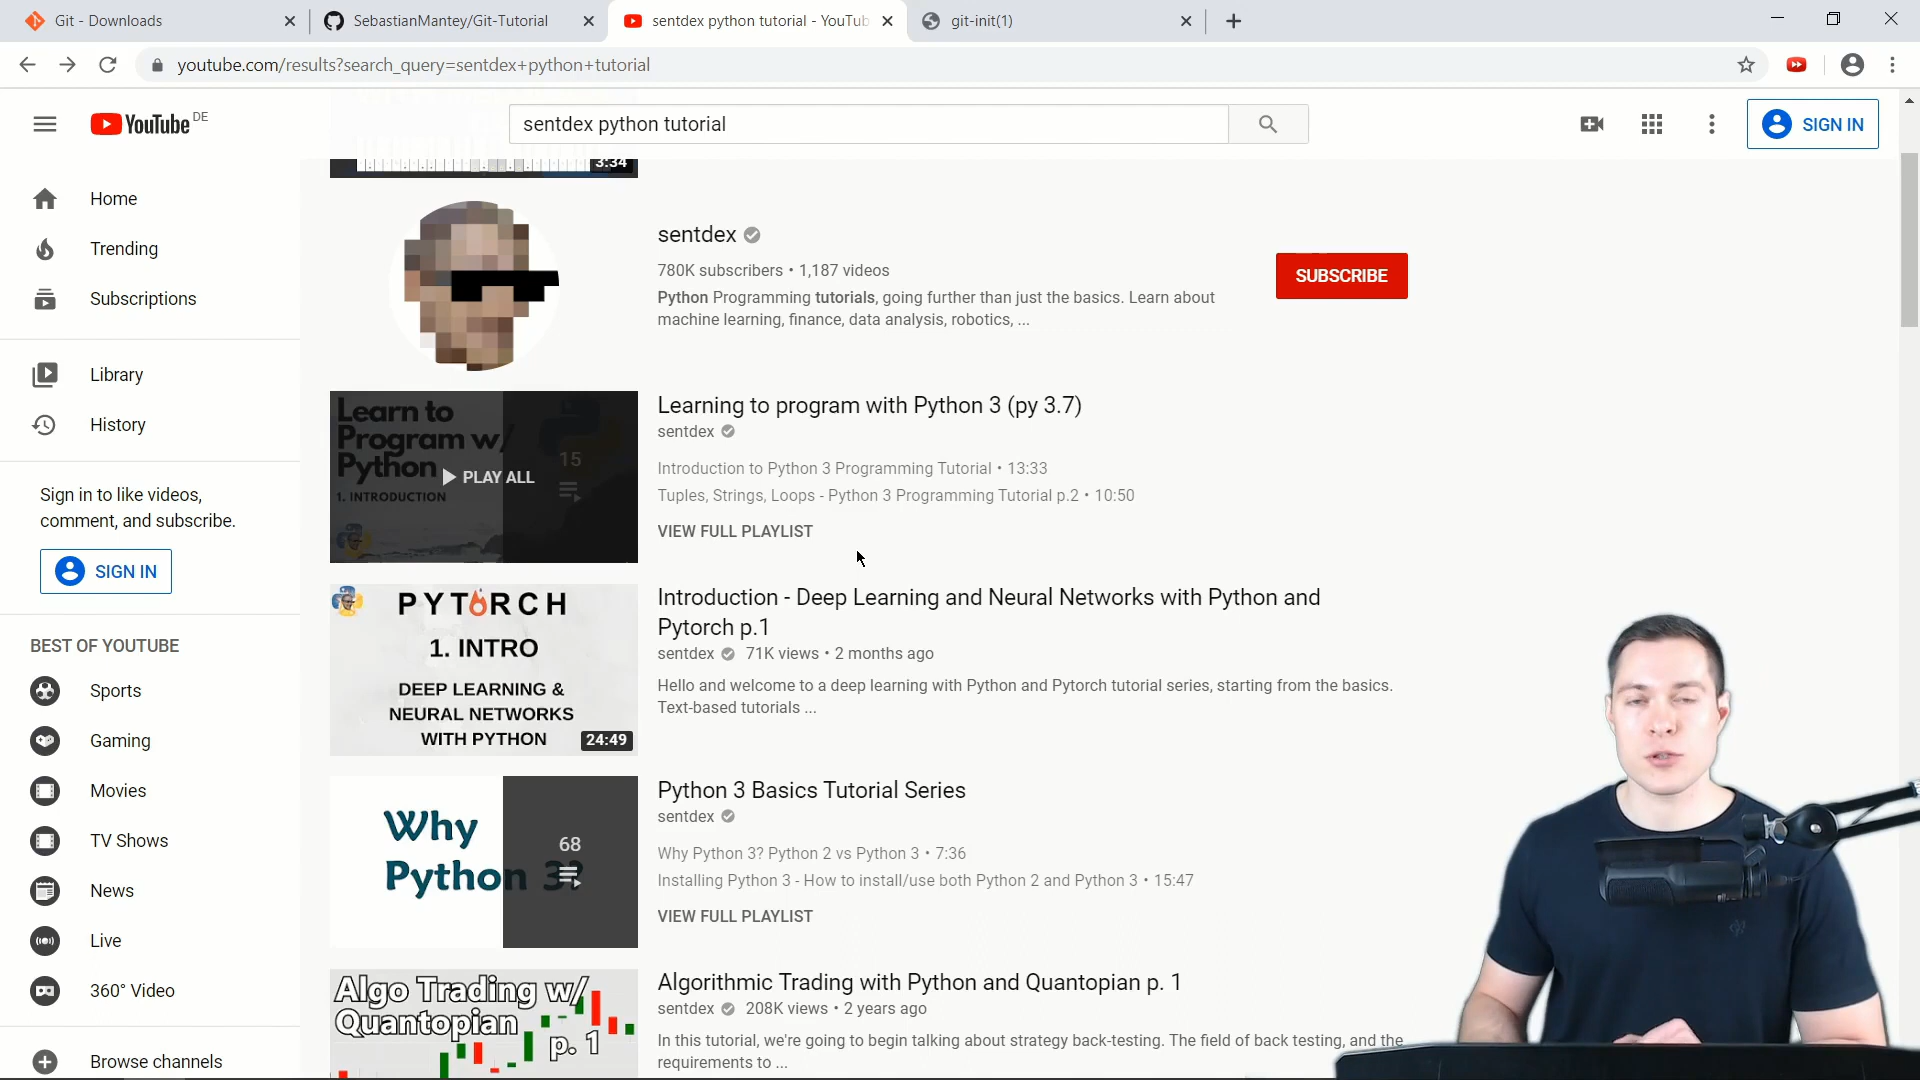 Git - Downloads
SebastianMantey/Git-Tutorial
sentdex python tutorial - YouTub
git-init(1)
youtube.com/results?search_query=sentdex+python+tutorial
YouTube DE
sentdex python tutorial
SIGN IN
3:34
Home
Trending
Subscriptions
Library
History
Sign in to like videos,
comment, and subscribe.
SIGN IN
BEST OF YOUTUBE
Sports
Gaming
Movies
TV Shows
News
Live
360° Video
Browse channels
sentdex
780K subscribers • 1,187 videos
Python Programming tutorials, going further than just the basics. Learn about
machine learning, finance, data analysis, robotics, ...
SUBSCRIBE
Learn to
Program w/
Python
1. INTRODUCTION
15
PLAY ALL
Learning to program with Python 3 (py 3.7)
sentdex
Introduction to Python 3 Programming Tutorial • 13:33
Tuples, Strings, Loops - Python 3 Programming Tutorial p.2 • 10:50
VIEW FULL PLAYLIST
PYTORCH
1. INTRO
DEEP LEARNING &
NEURAL NETWORKS
WITH PYTHON
24:49
Introduction - Deep Learning and Neural Networks with Python and
Pytorch p.1
sentdex 71K views • 2 months ago
Hello and welcome to a deep learning with Python and Pytorch tutorial series, starting from the basics.
Text-based tutorials ...
Why
Python 3?
68
Python 3 Basics Tutorial Series
sentdex
Why Python 3? Python 2 vs Python 3 • 7:36
Installing Python 3 - How to install/use both Python 2 and Python 3 • 15:47
VIEW FULL PLAYLIST
Algo Trading w/
Quantopian
p. 1
Algorithmic Trading with Python and Quantopian p. 1
sentdex 208K views • 2 years ago
In this tutorial, we're going to begin talking about strategy back-testing. The field of back testing, and the
requirements to ...